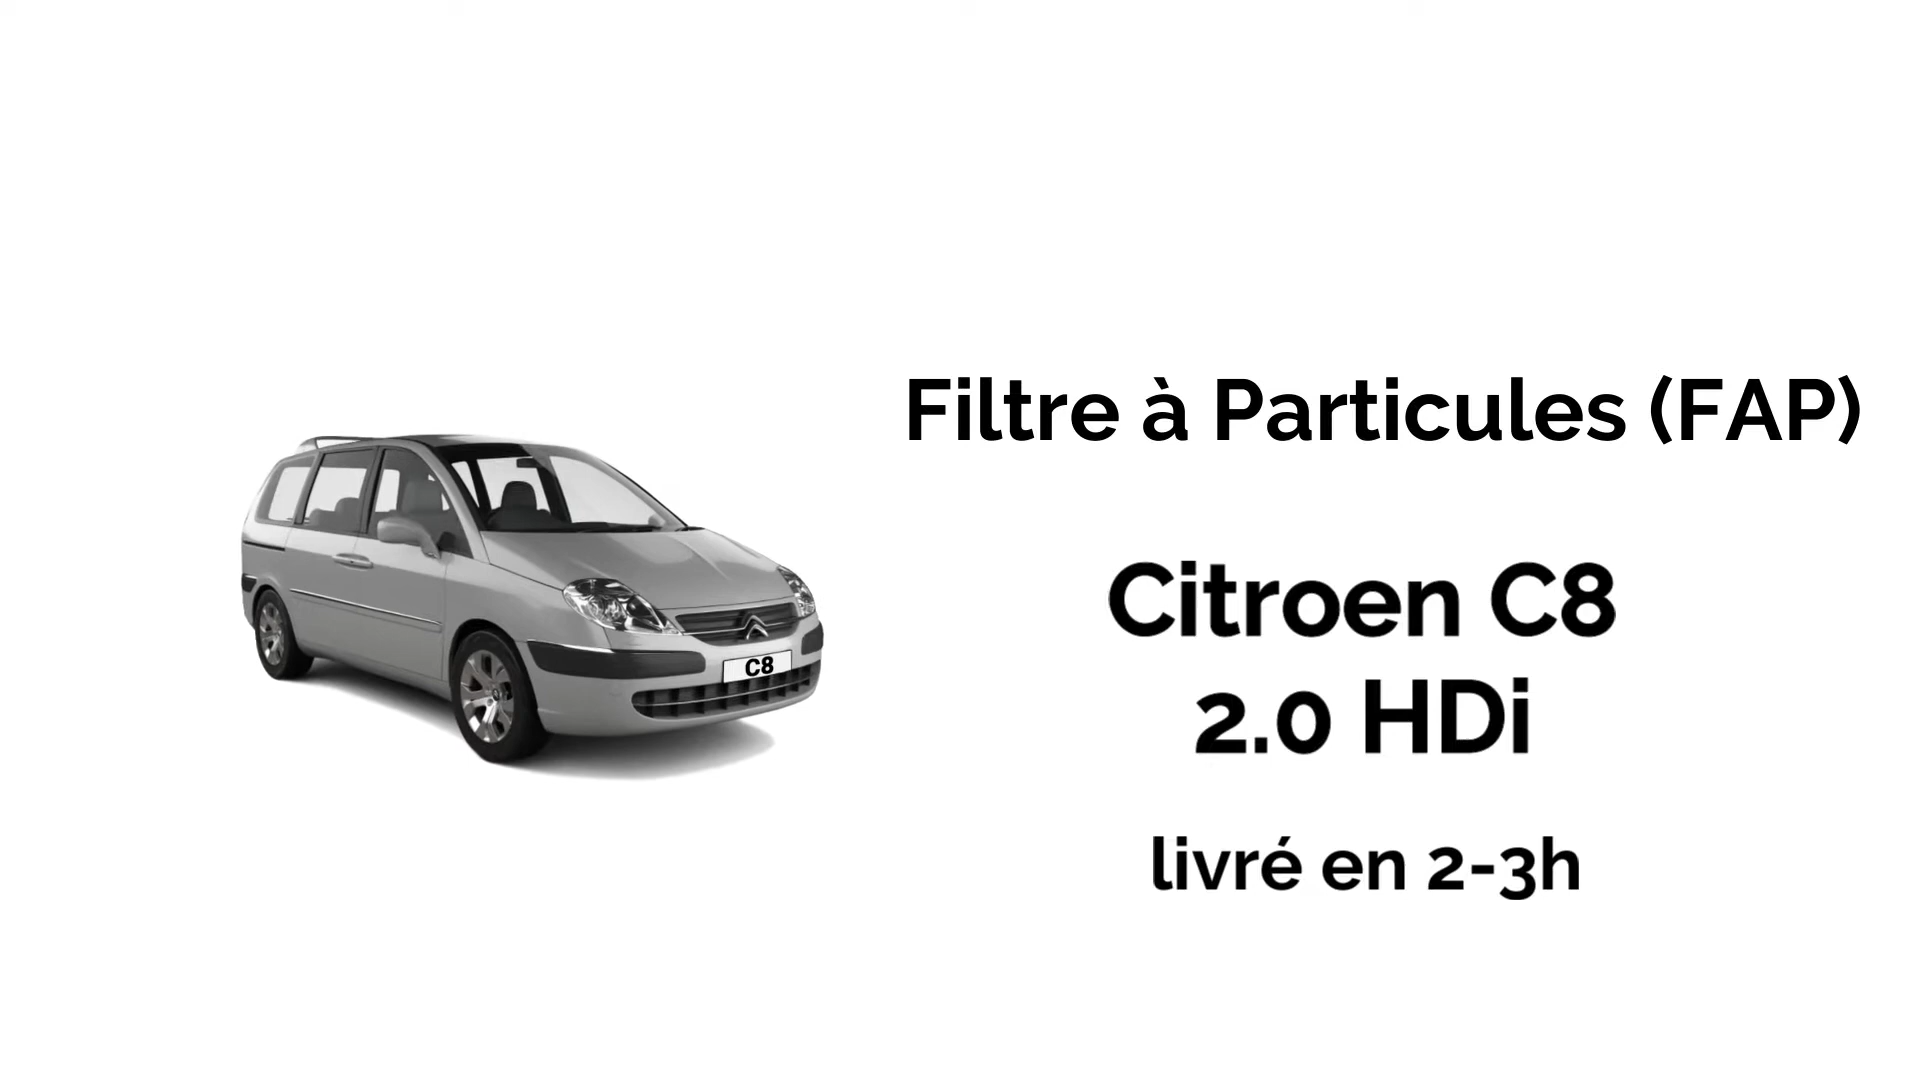 Filtre à Particules (FAP)
Citroen C8
2.0 HDi
livré en 2-3h
C8